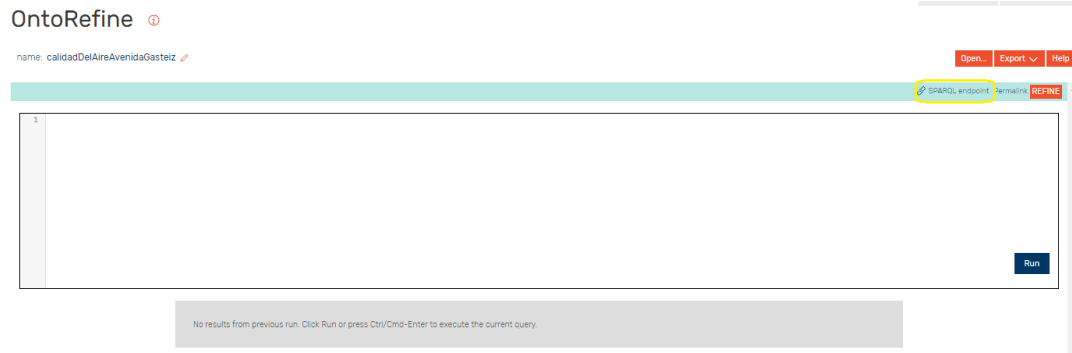 OntoRefine
name: calidadDelAireAvenidaGasteiz
Open... Export Help
SPARQL endpoint Permalink REFINE
1
Run
No results from previous run. Click Run or press Ctrl/Cmd-Enter to execute the current query.